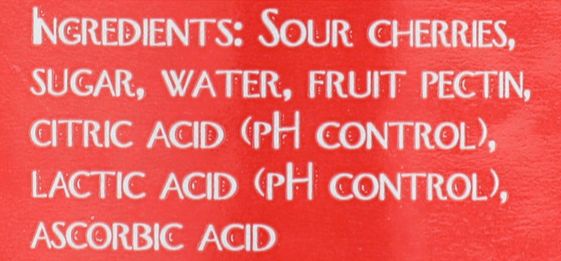 Ingredients: Sour cherries,
sugar, water, fruit pectin,
citric acid (pH control),
lactic acid (pH control),
ascorbic acid